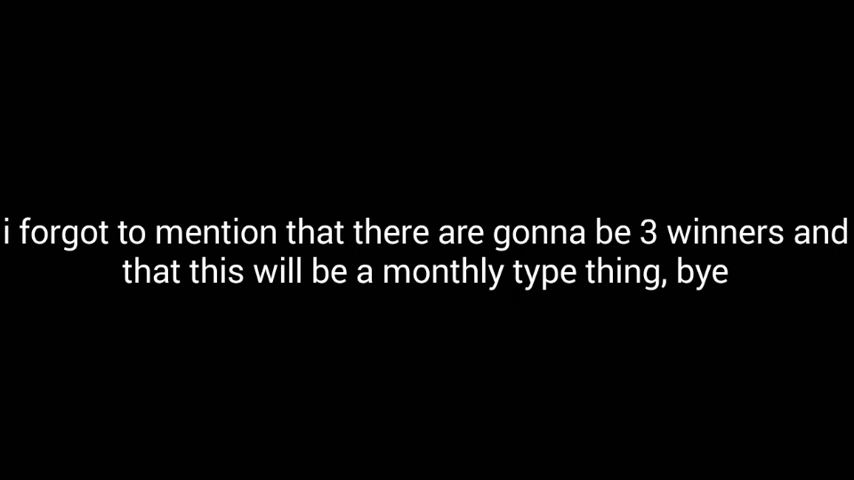 i forgot to mention that there are gonna be 3 winners and
that this will be a monthly type thing, bye